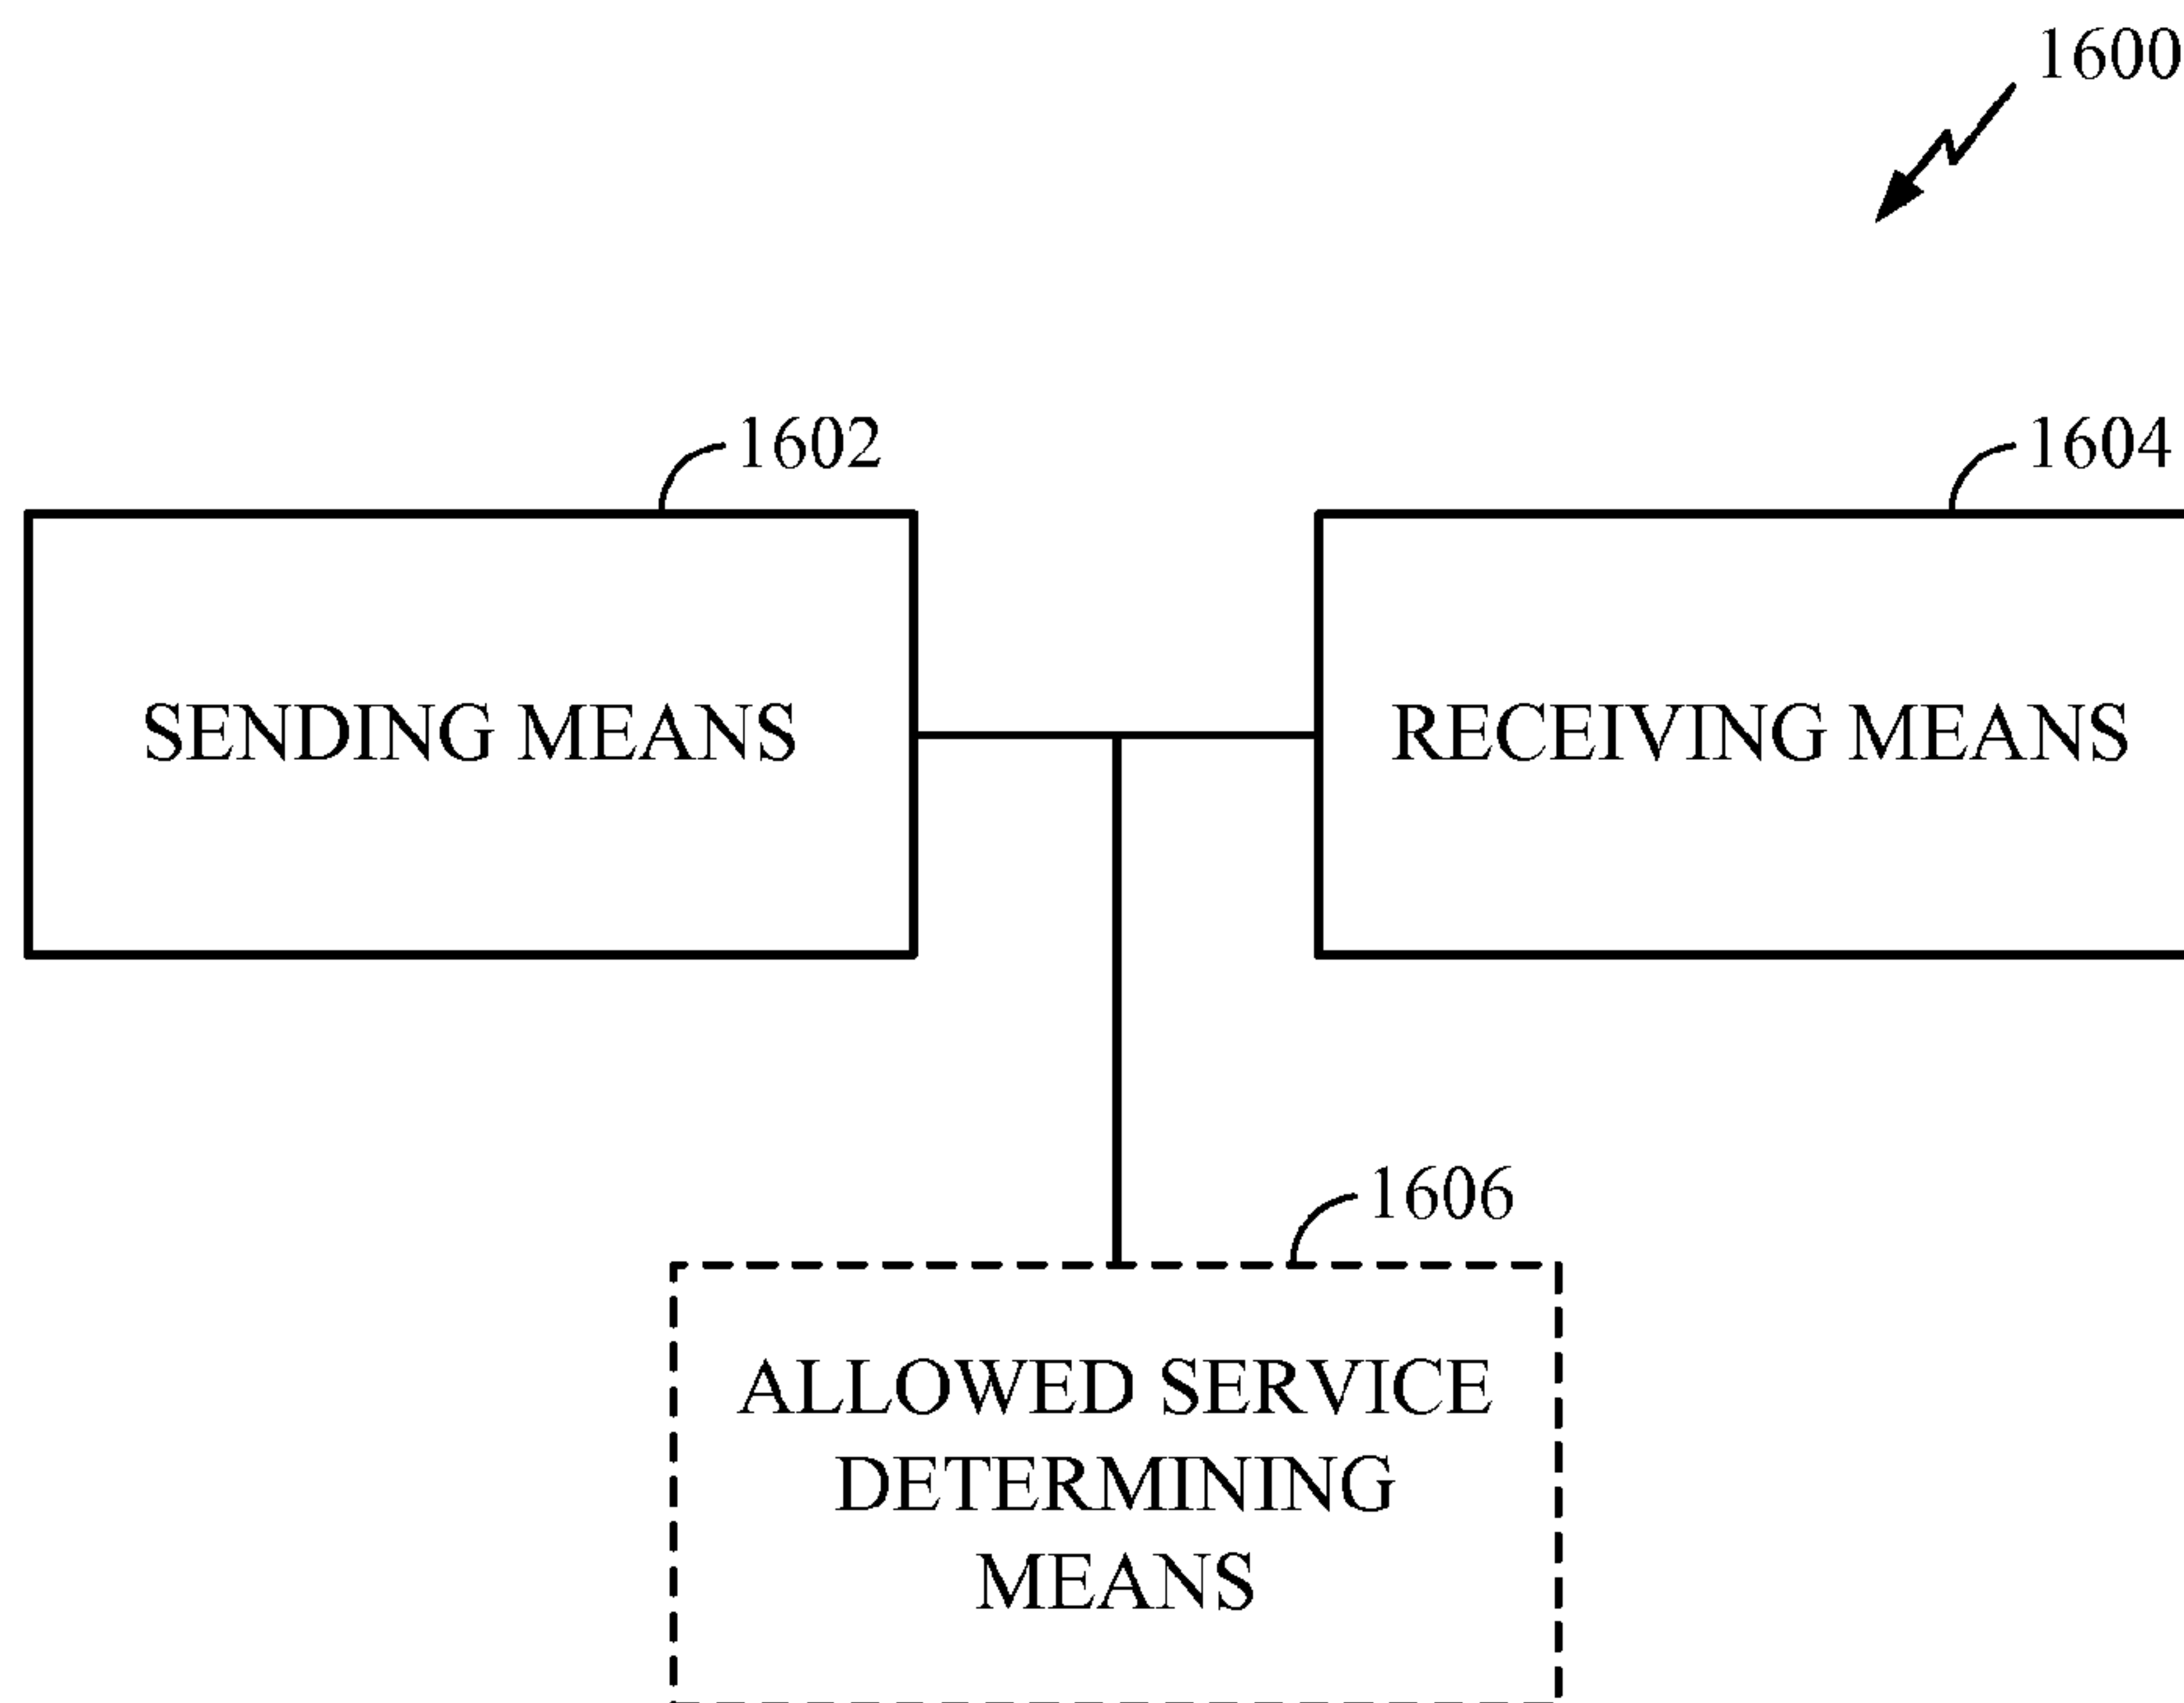 1600
1602
1604
SENDING MEANS
RECEIVING MEANS
1606
ALLOWED SERVICE
DETERMINING
MEANS